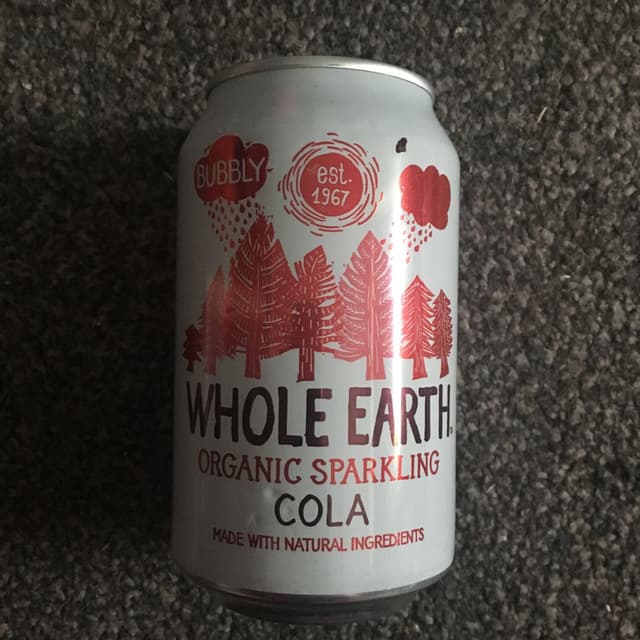 BUBBLY
est.
1967
WHOLE EARTH
ORGANIC SPARKLING
COLA
MADE WITH NATURAL INGREDIENTS